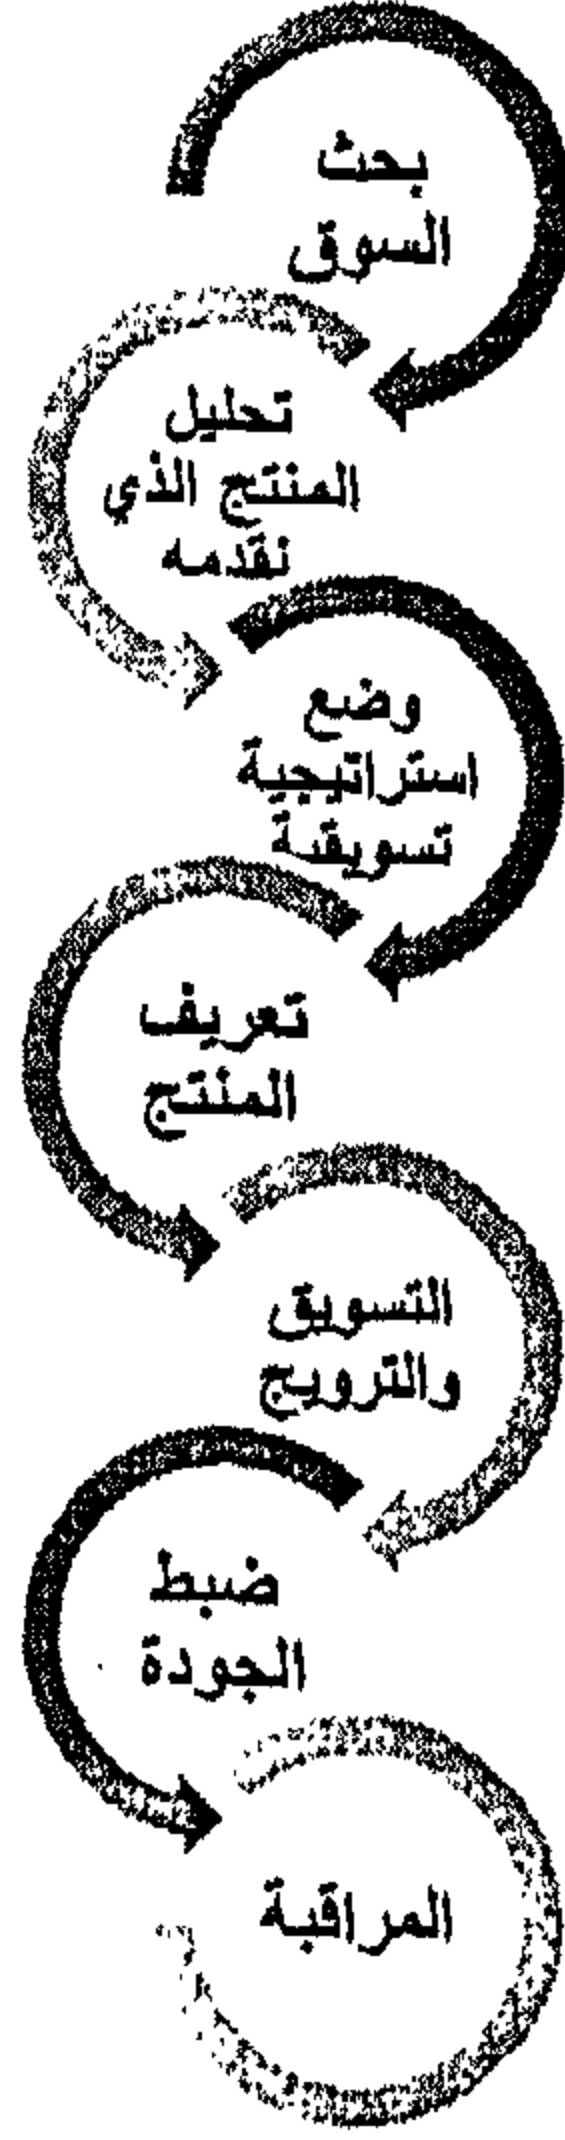 بحث
السوق
تحليل
المنتج الذي
نقدمه
وضع
استراتيجية
تسويقية
تعريف
المنتج
التسويق
والترويج
ضبط
الجودة
المراقبة